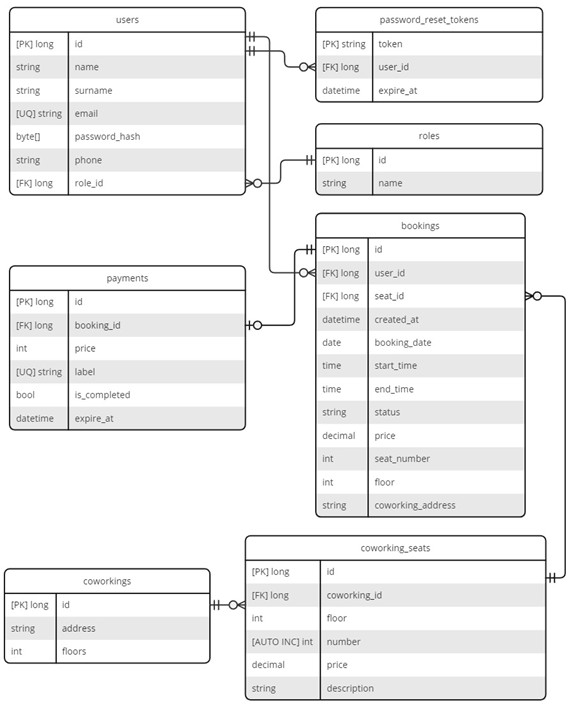 users
[PK] long id
string name
string surname
[UQ] string email
byte[] password_hash
string phone
[FK] long role_id
password_reset_tokens
[PK] string token
[FK] long user_id
datetime expire_at
roles
[PK] long id
string name
bookings
[PK] long id
[FK] long user_id
[FK] long seat_id
datetime created_at
date booking_date
time start_time
time end_time
string status
decimal price
int seat_number
int floor
string coworking_address
payments
[PK] long id
[FK] long booking_id
int price
[UQ] string label
bool is_completed
datetime expire_at
coworking_seats
[PK] long id
[FK] long coworking_id
int floor
[AUTO INC] int number
decimal price
string description
coworkings
[PK] long id
string address
int floors